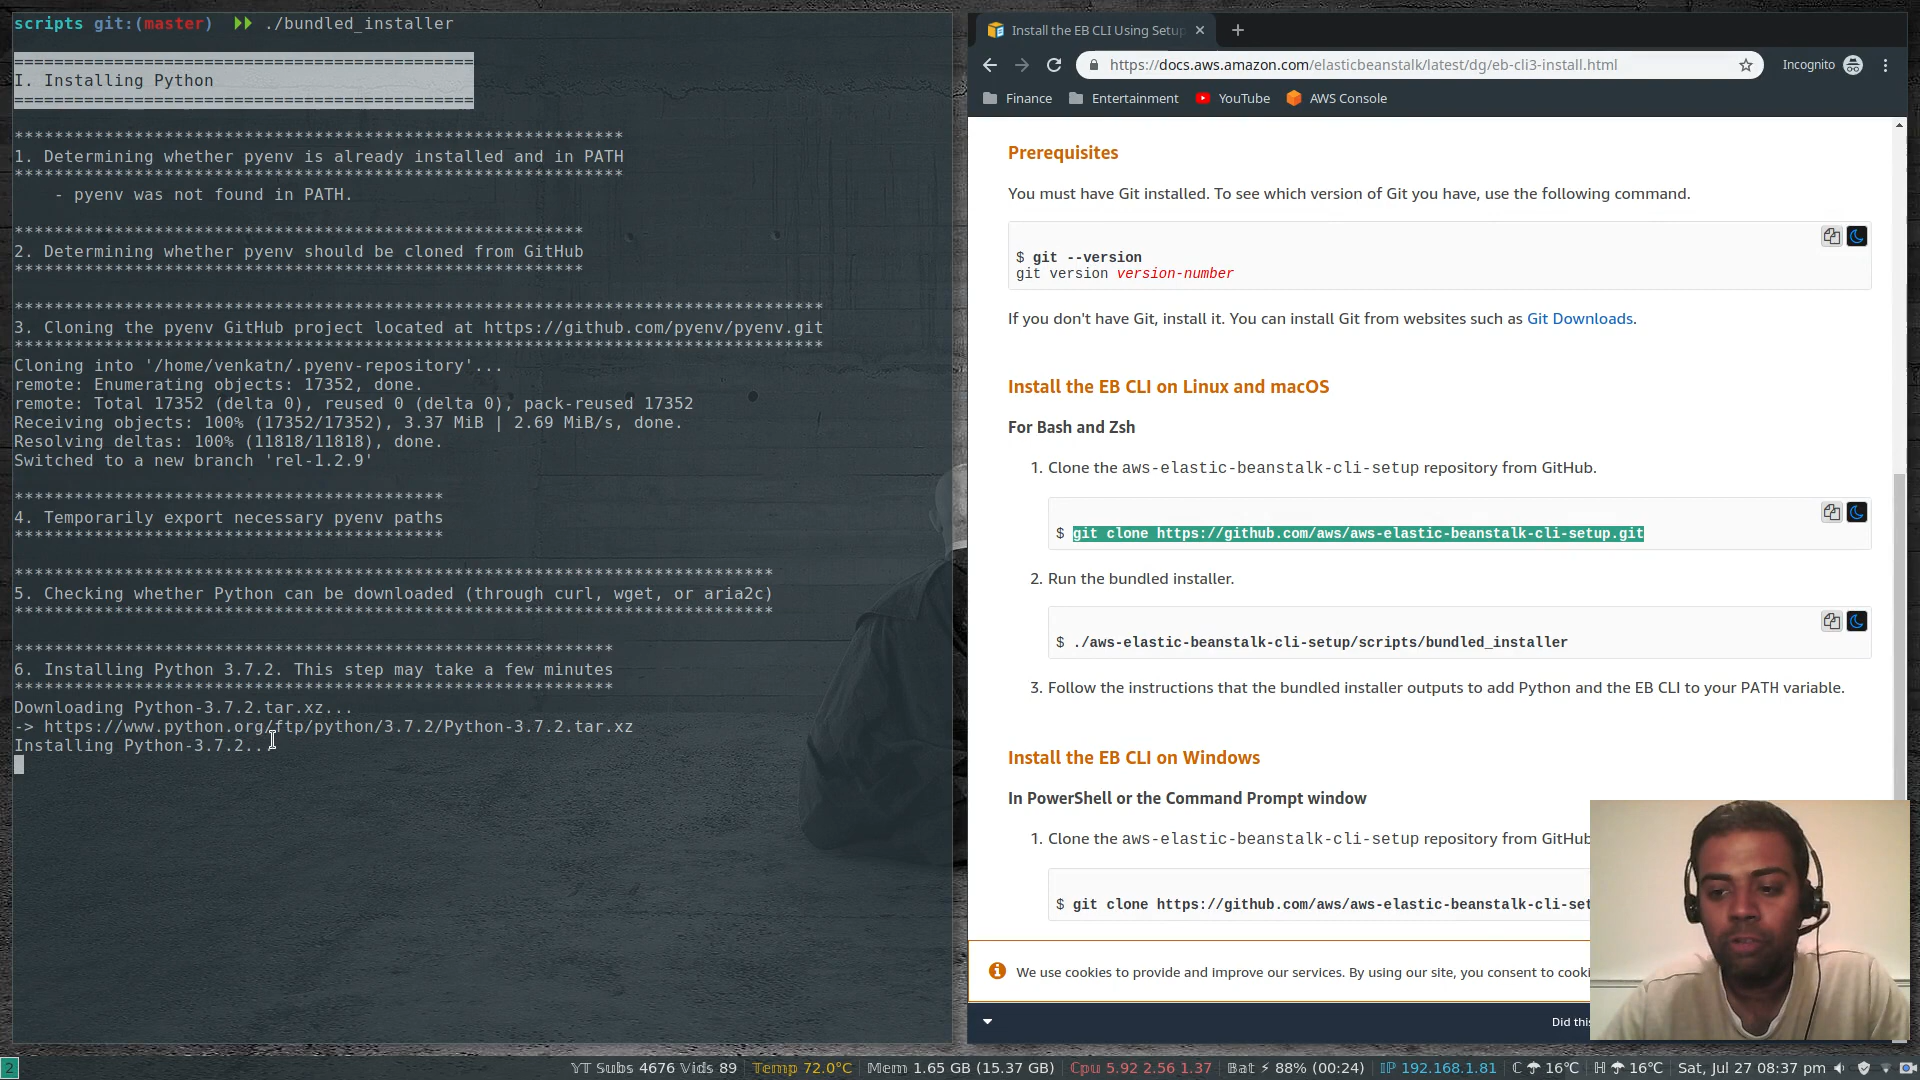 scripts git:(master) ./bundled_installer
==============================================
I. Installing Python
==============================================
*************************************************************
1. Determining whether pyenv is already installed and in PATH
*************************************************************
- pyenv was not found in PATH.
*********************************************************
2. Determining whether pyenv should be cloned from GitHub
*********************************************************
*********************************************************************************
3. Cloning the pyenv GitHub project located at https://github.com/pyenv/pyenv.git
*********************************************************************************
Cloning into '/home/venkatn/.pyenv-repository'...
remote: Enumerating objects: 17352, done.
remote: Total 17352 (delta 0), reused 0 (delta 0), pack-reused 17352
Receiving objects: 100% (17352/17352), 3.37 MiB | 2.69 MiB/s, done.
Resolving deltas: 100% (11818/11818), done.
Switched to a new branch 'rel-1.2.9'
*******************************************
4. Temporarily export necessary pyenv paths
*******************************************
****************************************************************************
5. Checking whether Python can be downloaded (through curl, wget, or aria2c)
****************************************************************************
************************************************************
6. Installing Python 3.7.2. This step may take a few minutes
************************************************************
Downloading Python-3.7.2.tar.xz...
-> https://www.python.org/ftp/python/3.7.2/Python-3.7.2.tar.xz
Installing Python-3.7.2...
Install the EB CLI Using Setup
https://docs.aws.amazon.com/elasticbeanstalk/latest/dg/eb-cli3-install.html
Incognito
Finance Entertainment YouTube AWS Console
Prerequisites
You must have Git installed. To see which version of Git you have, use the following command.
$ git --version
git version version-number
If you don't have Git, install it. You can install Git from websites such as Git Downloads.
Install the EB CLI on Linux and macOS
For Bash and Zsh
1. Clone the aws-elastic-beanstalk-cli-setup repository from GitHub.
$ git clone https://github.com/aws/aws-elastic-beanstalk-cli-setup.git
2. Run the bundled installer.
$ ./aws-elastic-beanstalk-cli-setup/scripts/bundled_installer
3. Follow the instructions that the bundled installer outputs to add Python and the EB CLI to your PATH variable.
Install the EB CLI on Windows
In PowerShell or the Command Prompt window
1. Clone the aws-elastic-beanstalk-cli-setup repository from GitHub
$ git clone https://github.com/aws/aws-elastic-beanstalk-cli-set
We use cookies to provide and improve our services. By using our site, you consent to cooki
Did this
2 YT Subs 4676 Vids 89 Temp 72.0°C Mem 1.65 GB (15.37 GB) Cpu 5.92 2.56 1.37 Bat ⚡ 88% (00:24) IP 192.168.1.81 C ☂ 16°C H ☂ 16°C Sat, Jul 27 08:37 pm